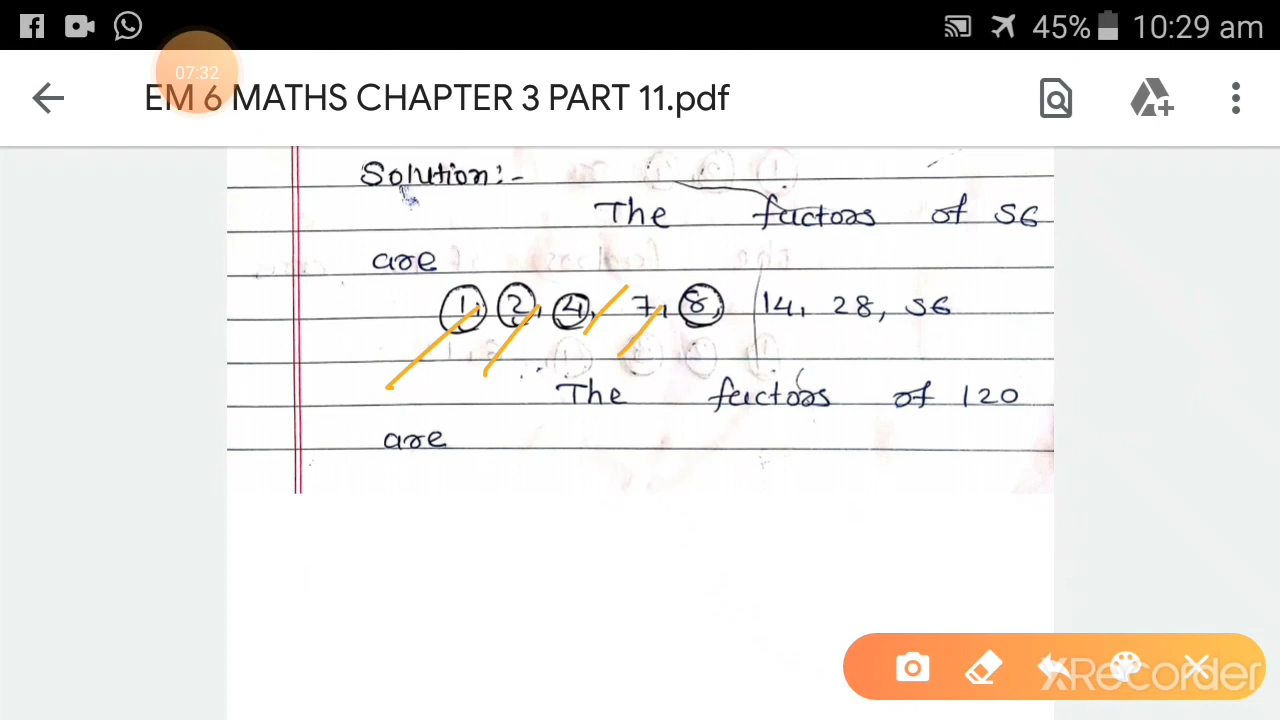 45% 10:29 am
07:32
EM 6 MATHS CHAPTER 3 PART 11.pdf
Solution:-
The factors of 56
are
1, 2, 4, 7, 8, 14, 28, 56
The factors of 120
are
XRecorder